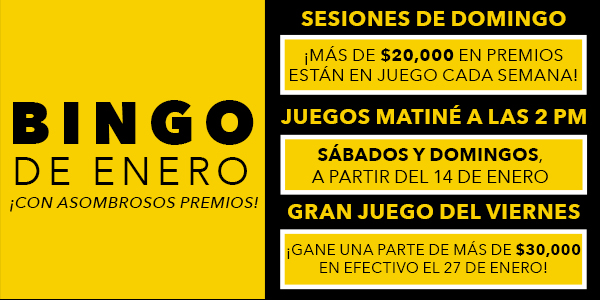 BINGO
DE ENERO
¡CON ASOMBROSOS PREMIOS!
SESIONES DE DOMINGO
¡MÁS DE $20,000 EN PREMIOS
ESTÁN EN JUEGO CADA SEMANA!
JUEGOS MATINÉ A LAS 2 PM
SÁBADOS Y DOMINGOS,
A PARTIR DEL 14 DE ENERO
GRAN JUEGO DEL VIERNES
¡GANE UNA PARTE DE MÁS DE $30,000
EN EFECTIVO EL 27 DE ENERO!